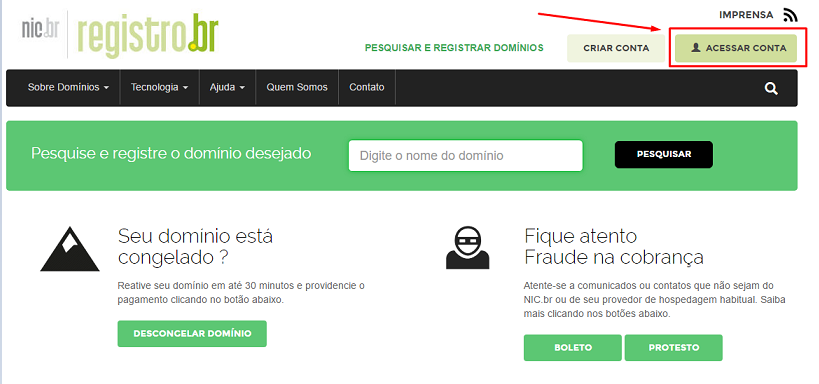 IMPRENSA
nic.br registro.br
PESQUISAR E REGISTRAR DOMÍNIOS CRIAR CONTA ACESSAR CONTA
Sobre Domínios Tecnologia Ajuda Quem Somos Contato
Pesquise e registre o domínio desejado Digite o nome do domínio PESQUISAR
Seu domínio está
congelado ?
Reative seu domínio em até 30 minutos e providencie o
pagamento clicando no botão abaixo.
DESCONGELAR DOMÍNIO
Fique atento
Fraude na cobrança
Atente-se a comunicados ou contatos que não sejam do
NIC.br ou de seu provedor de hospedagem habitual. Saiba
mais clicando nos botões abaixo.
BOLETO PROTESTO